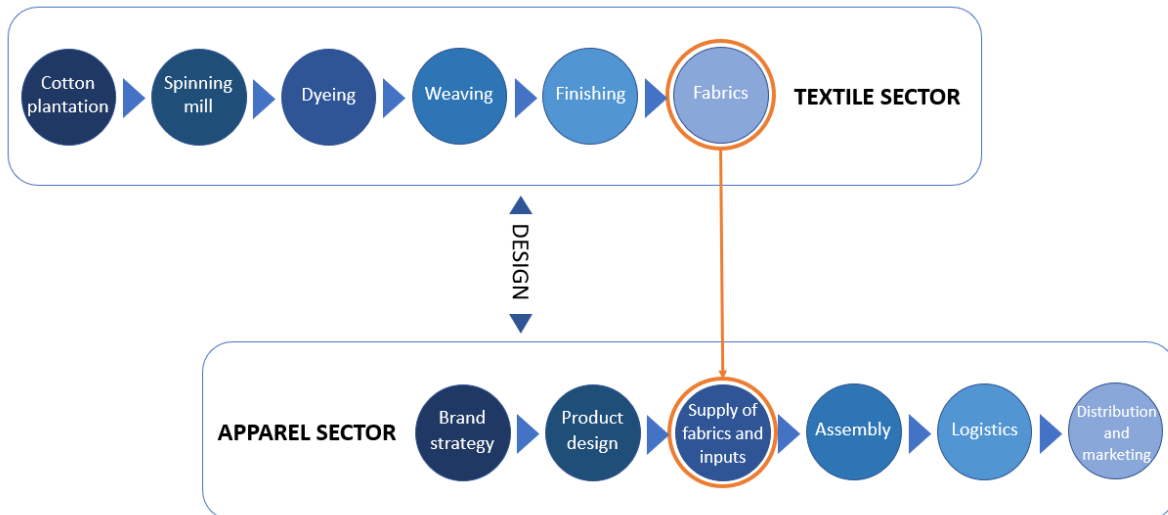 Cotton
plantation
Spinning
mill
Dyeing
Weaving
Finishing
Fabrics
TEXTILE SECTOR
DESIGN
APPAREL SECTOR
Brand
strategy
Product
design
Supply of
fabrics and
inputs
Assembly
Logistics
Distribution
and
marketing